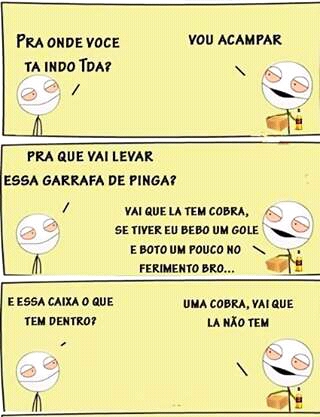 PRA ONDE VOCE
TA INDO TDA?
VOU ACAMPAR
PRA QUE VAI LEVAR
ESSA GARRAFA DE PINGA?
VAI QUE LA TEM COBRA,
SE TIVER EU BEBO UM GOLE
E BOTO UM POUCO NO
FERIMENTO BRO...
E ESSA CAIXA O QUE
TEM DENTRO?
UMA COBRA, VAI QUE
LA NÃO TEM